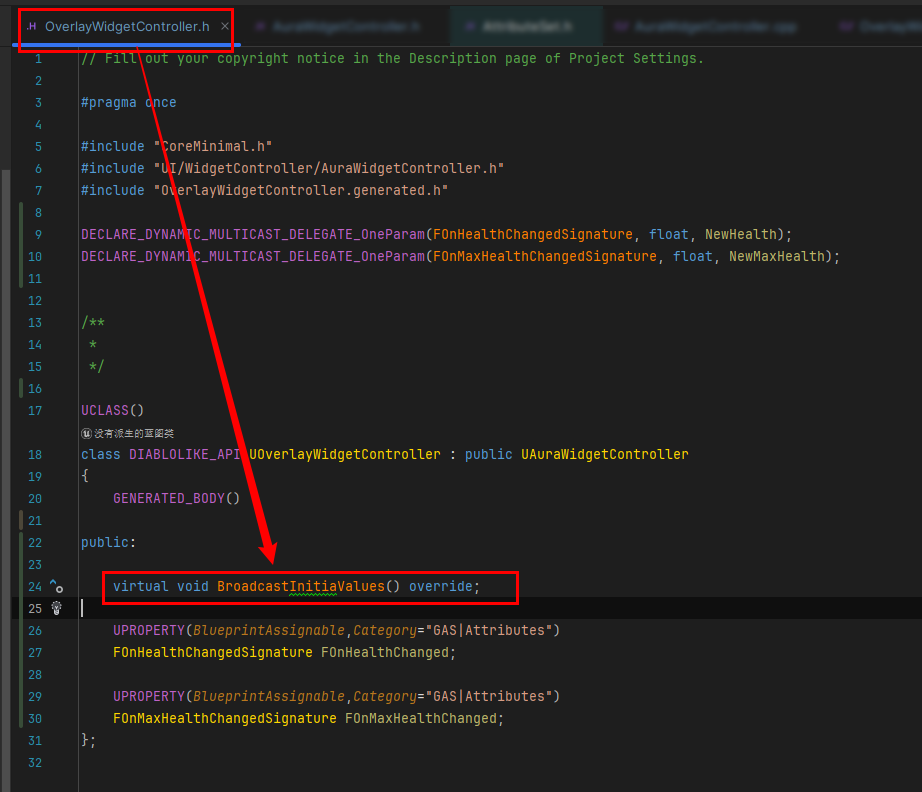 OverlayWidgetController.h
AuraWidgetController.h
AttributeSet.h
AuraWidgetController.cpp
1 // Fill out your copyright notice in the Description page of Project Settings.
2
3 #pragma once
4
5 #include "CoreMinimal.h"
6 #include "UI/WidgetController/AuraWidgetController.h"
7 #include "OverlayWidgetController.generated.h"
8
9 DECLARE_DYNAMIC_MULTICAST_DELEGATE_OneParam(FOnHealthChangedSignature, float, NewHealth);
10 DECLARE_DYNAMIC_MULTICAST_DELEGATE_OneParam(FOnMaxHealthChangedSignature, float, NewMaxHealth);
11
12
13 /**
14 *
15 */
16
17 UCLASS()
没有派生的蓝图类
18 class DIABLOLIKE_API UOverlayWidgetController : public UAuraWidgetController
19 {
20 GENERATED_BODY()
21
22 public:
23
24 virtual void BroadcastInitiaValues() override;
25
26 UPROPERTY(BlueprintAssignable,Category="GAS|Attributes")
27 FOnHealthChangedSignature FOnHealthChanged;
28
29 UPROPERTY(BlueprintAssignable,Category="GAS|Attributes")
30 FOnMaxHealthChangedSignature FOnMaxHealthChanged;
31 };
32